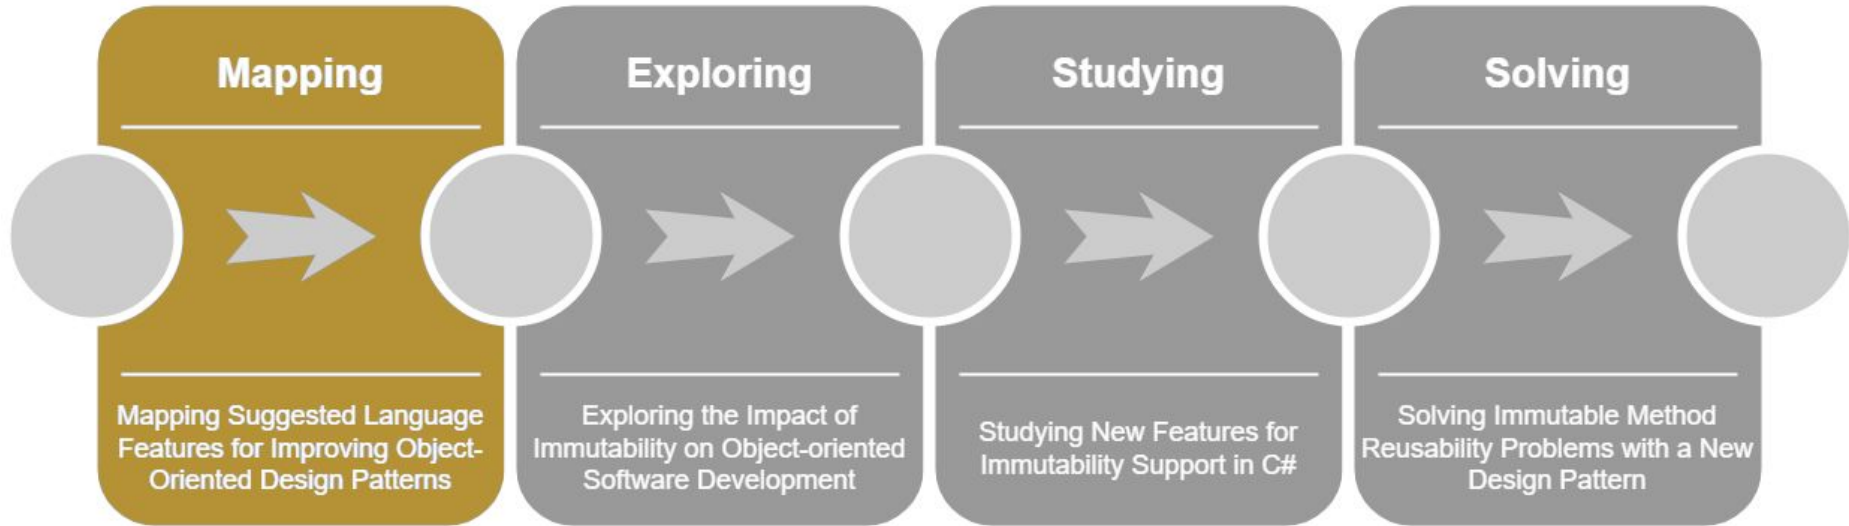 Mapping
Mapping Suggested Language
Features for Improving Object-
Oriented Design Patterns
Exploring
Exploring the Impact of
Immutability on Object-oriented
Software Development
Studying
Studying New Features for
Immutability Support in C#
Solving
Solving Immutable Method
Reusability Problems with a New
Design Pattern